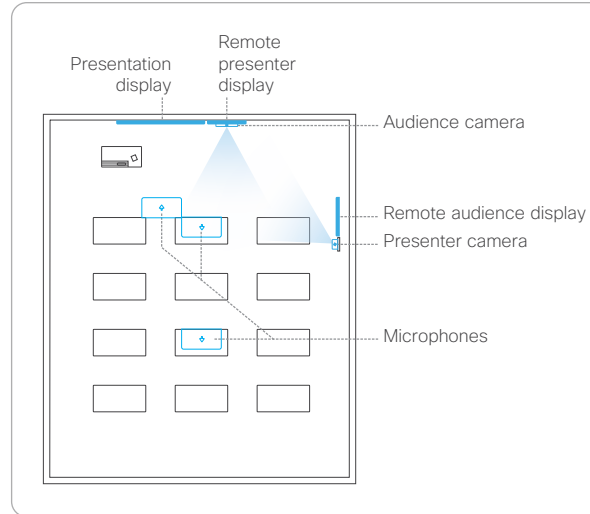 Remote
presenter
display
Presentation
display
Audience camera
Remote audience display
Presenter camera
Microphones